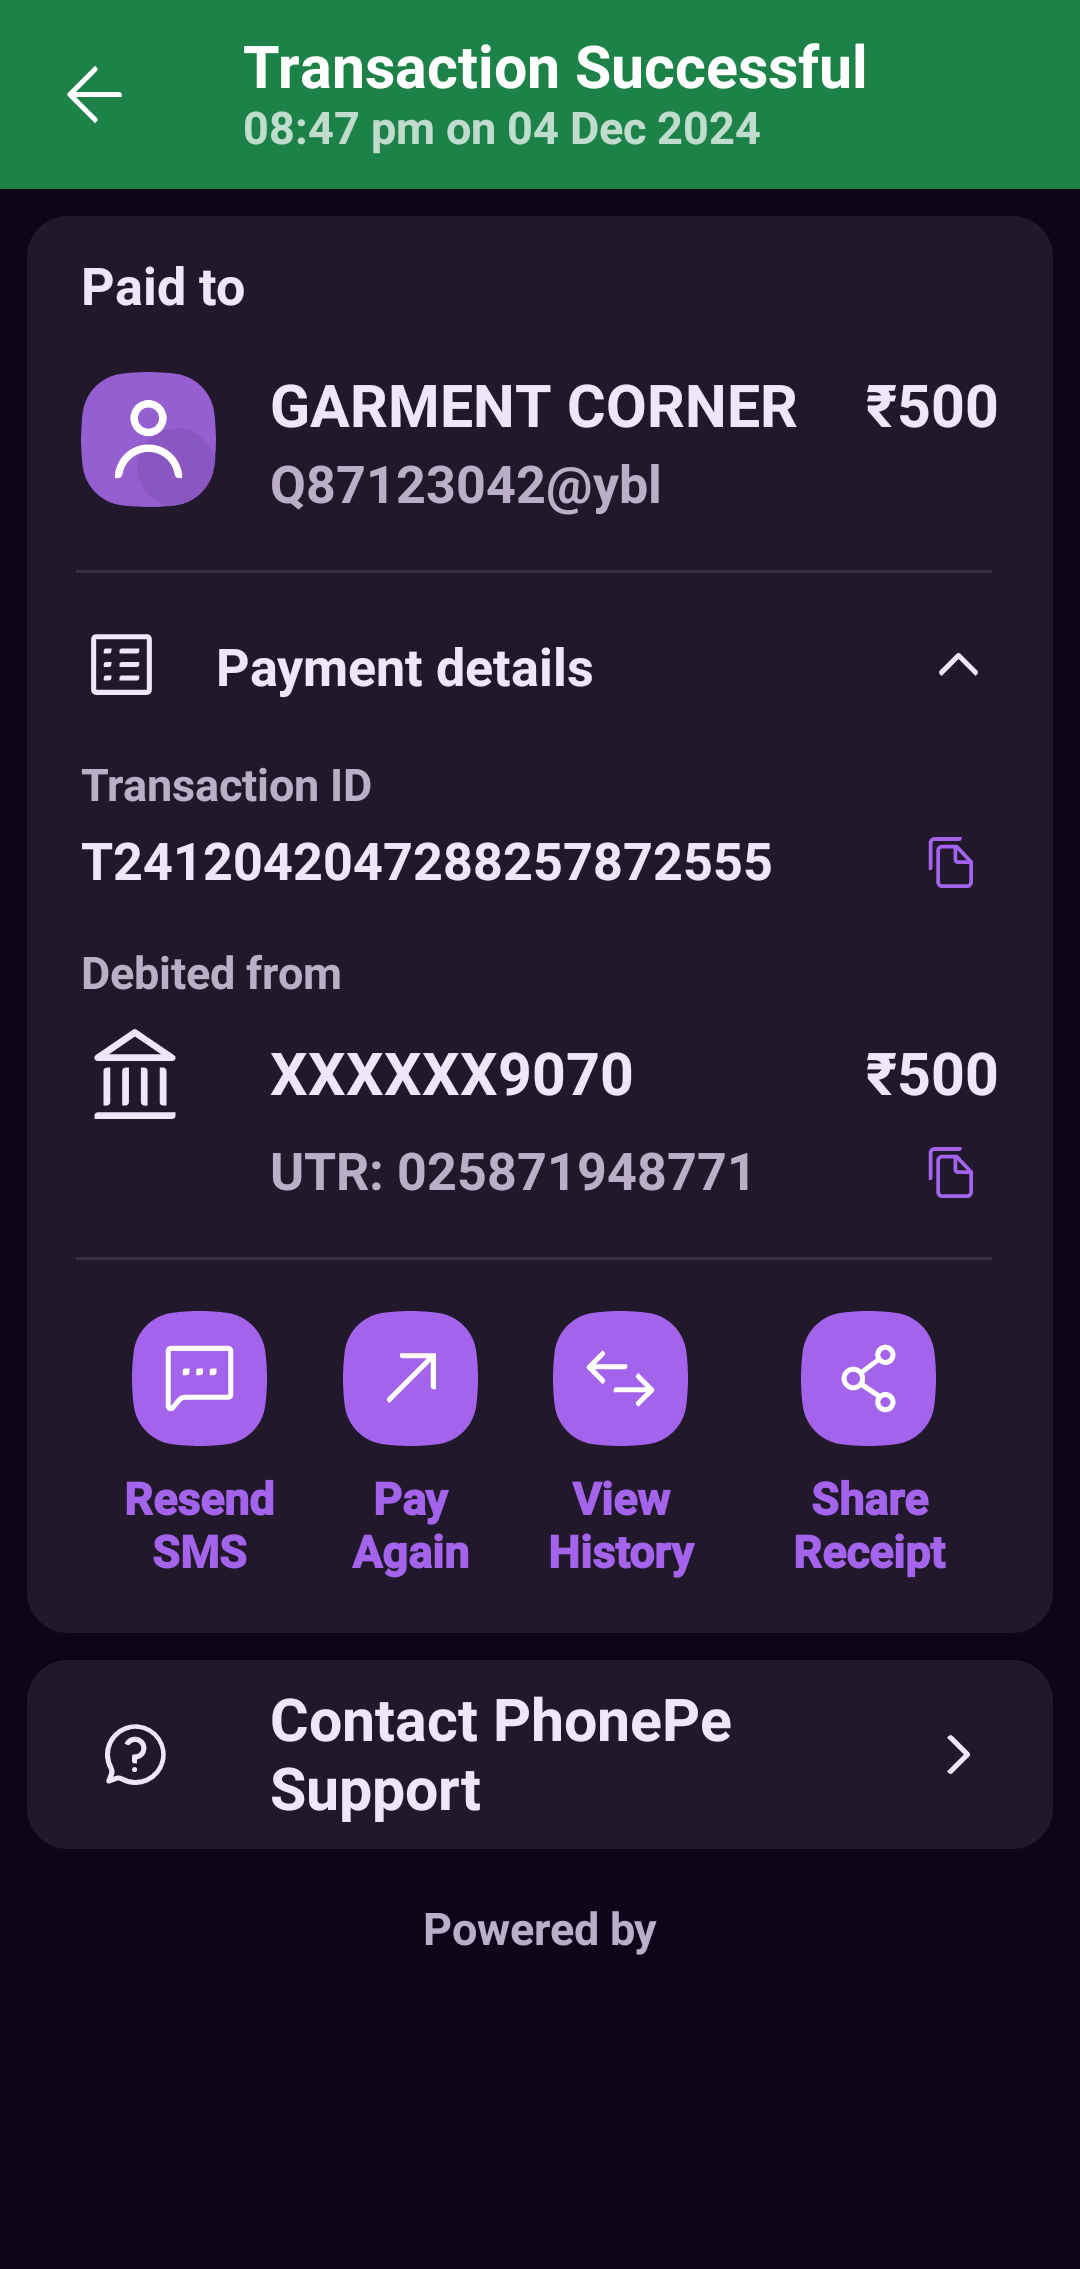 Transaction Successful
08:47 pm on 04 Dec 2024
Paid to
GARMENT CORNER ₹500
Q87123042@ybl
Payment details
Transaction ID
T2412042047288257872555
Debited from
XXXXXX9070 ₹500
UTR: 025871948771
Resend SMS
Pay Again
View History
Share Receipt
Contact PhonePe
Support
Powered by